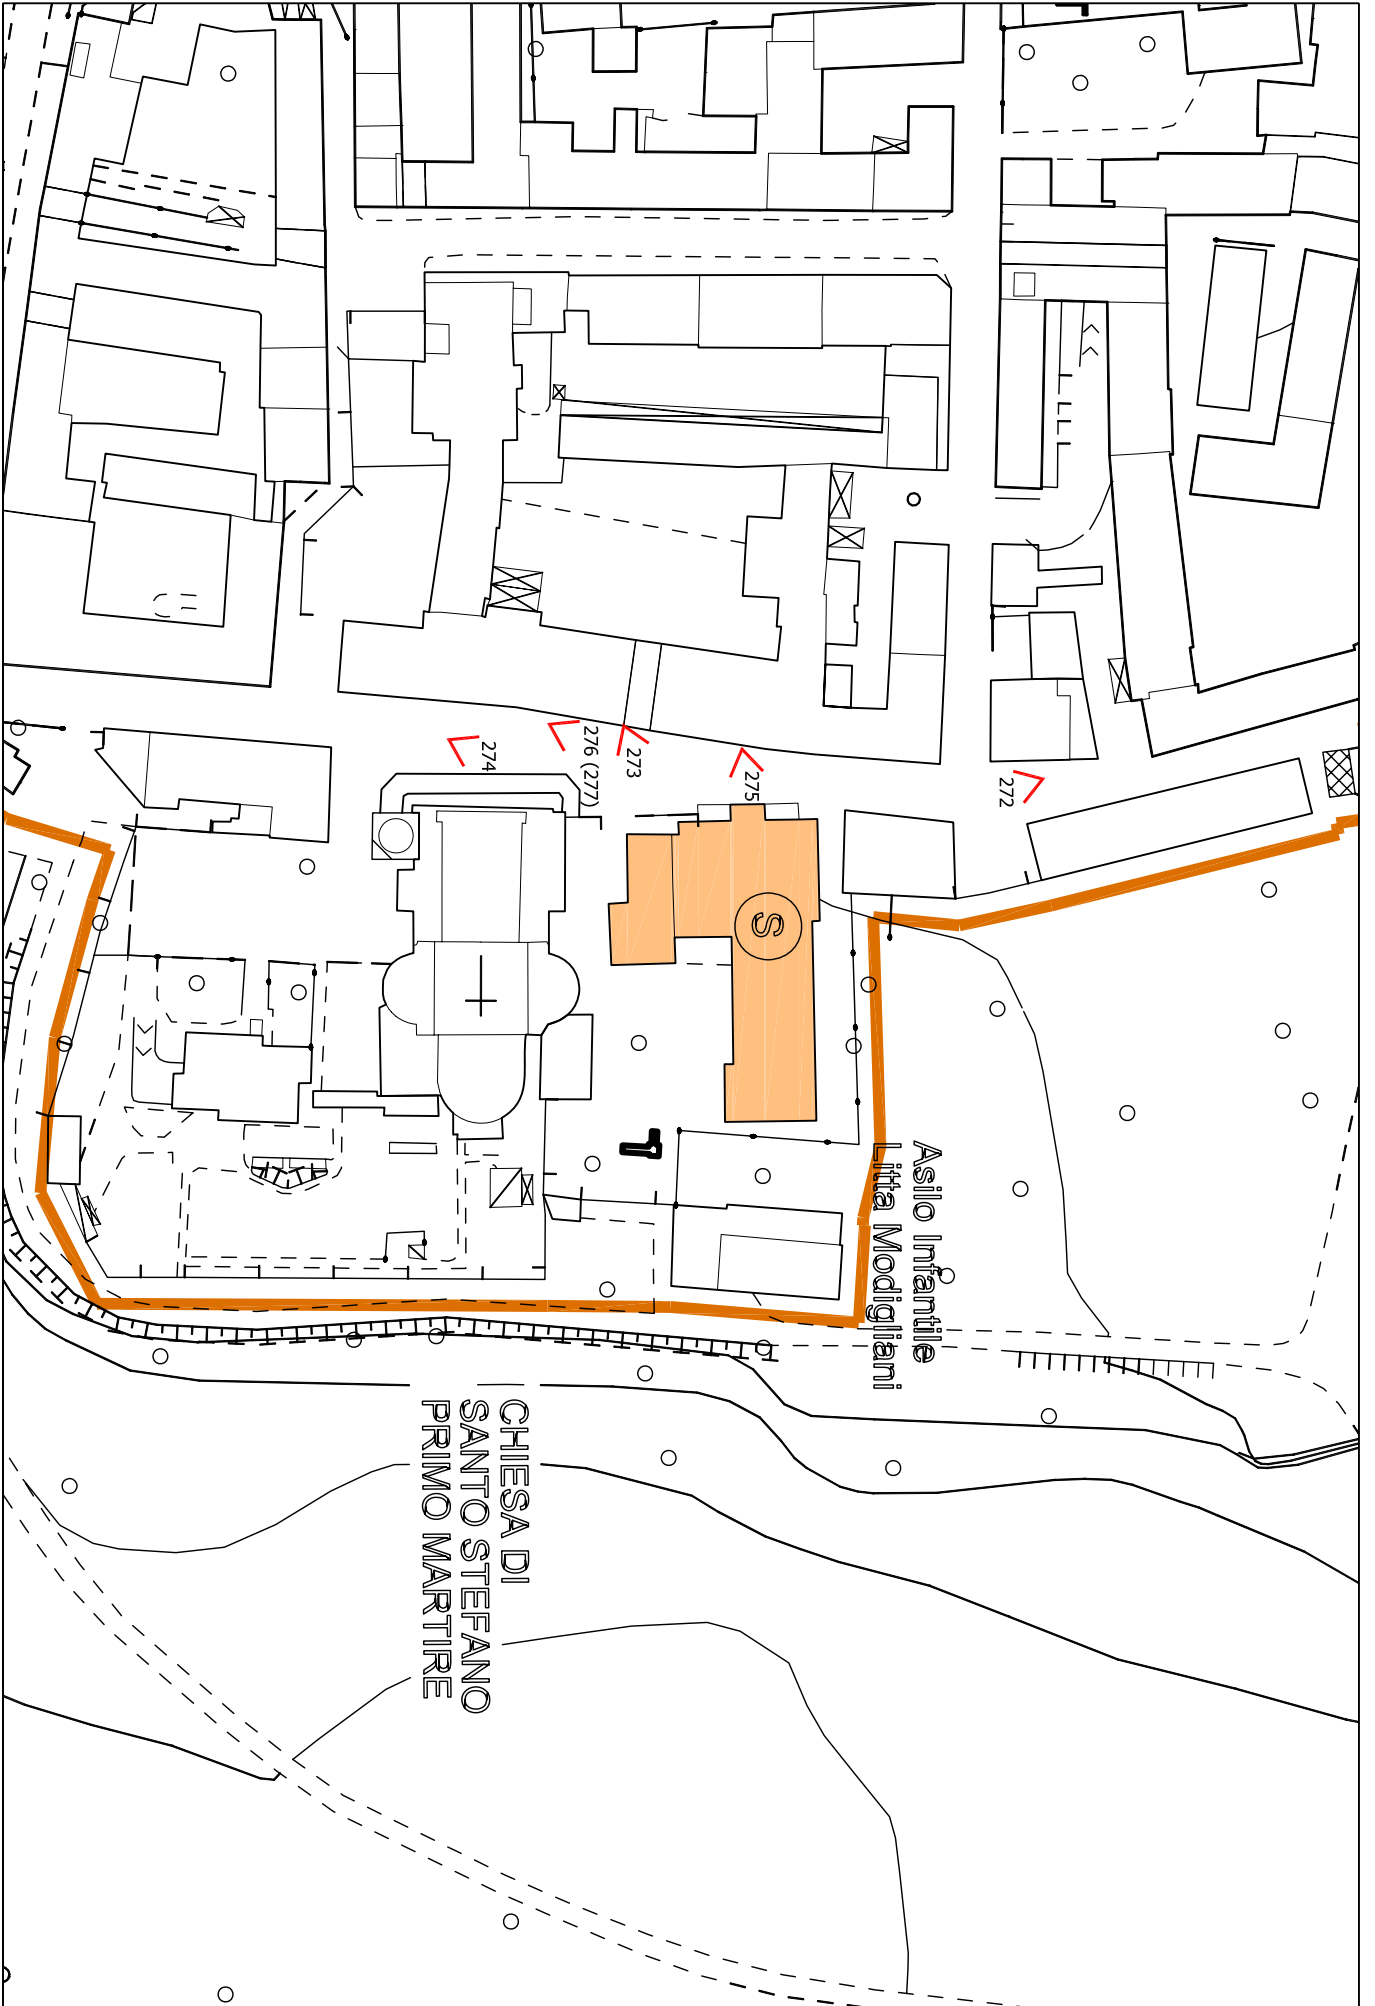 272
275
273
276 (277)
274
S
Asilo Infantile
Litta Modigliani
CHIESA DI
SANTO STEFANO
PRIMO MARTIRE